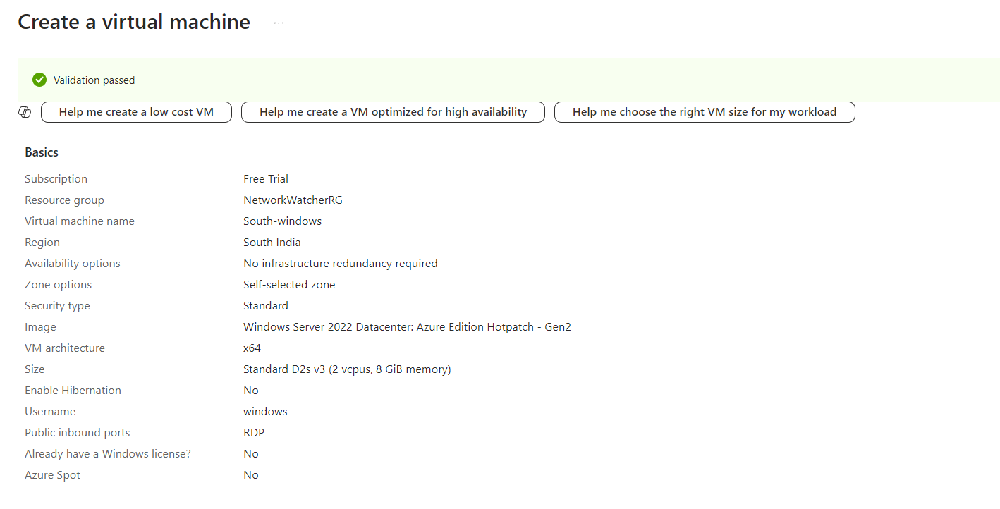 Create a virtual machine ...
Validation passed
Help me create a low cost VM Help me create a VM optimized for high availability Help me choose the right VM size for my workload
Basics
Subscription Free Trial
Resource group NetworkWatcherRG
Virtual machine name South-windows
Region South India
Availability options No infrastructure redundancy required
Zone options Self-selected zone
Security type Standard
Image Windows Server 2022 Datacenter: Azure Edition Hotpatch - Gen2
VM architecture x64
Size Standard D2s v3 (2 vcpus, 8 GiB memory)
Enable Hibernation No
Username windows
Public inbound ports RDP
Already have a Windows license? No
Azure Spot No